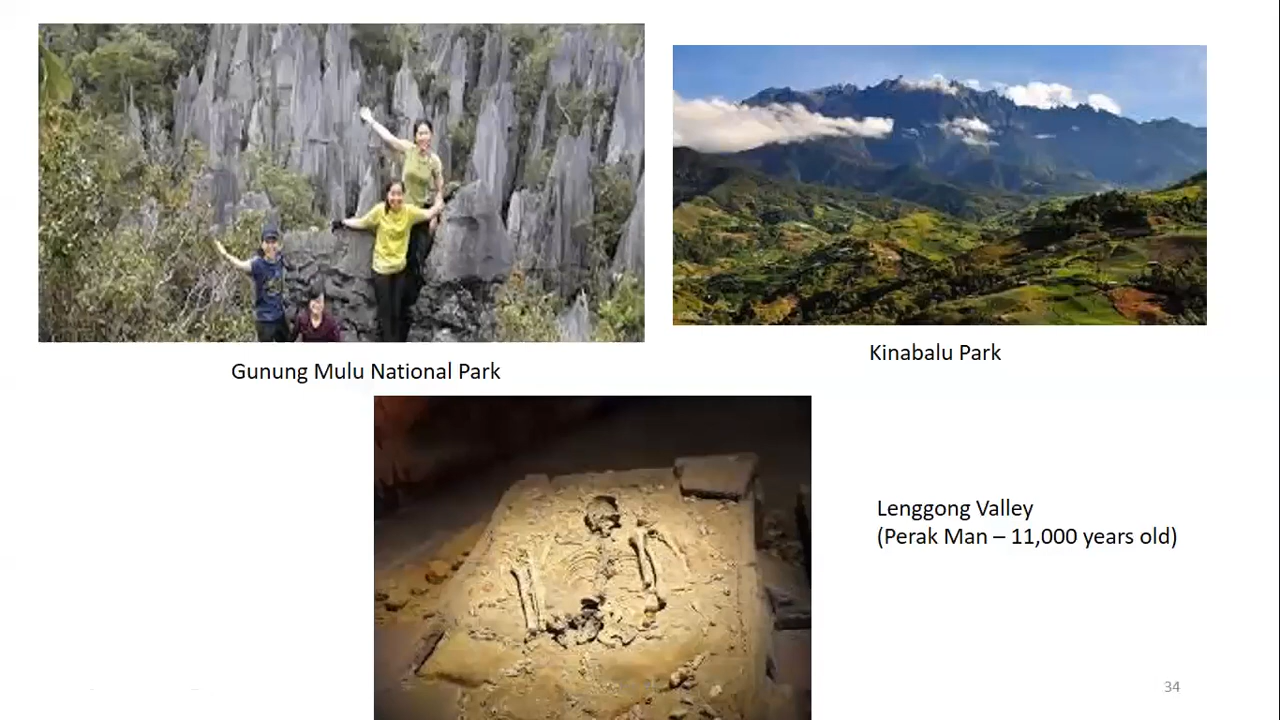 Gunung Mulu National Park
Kinabalu Park
Lenggong Valley
(Perak Man – 11,000 years old)
34